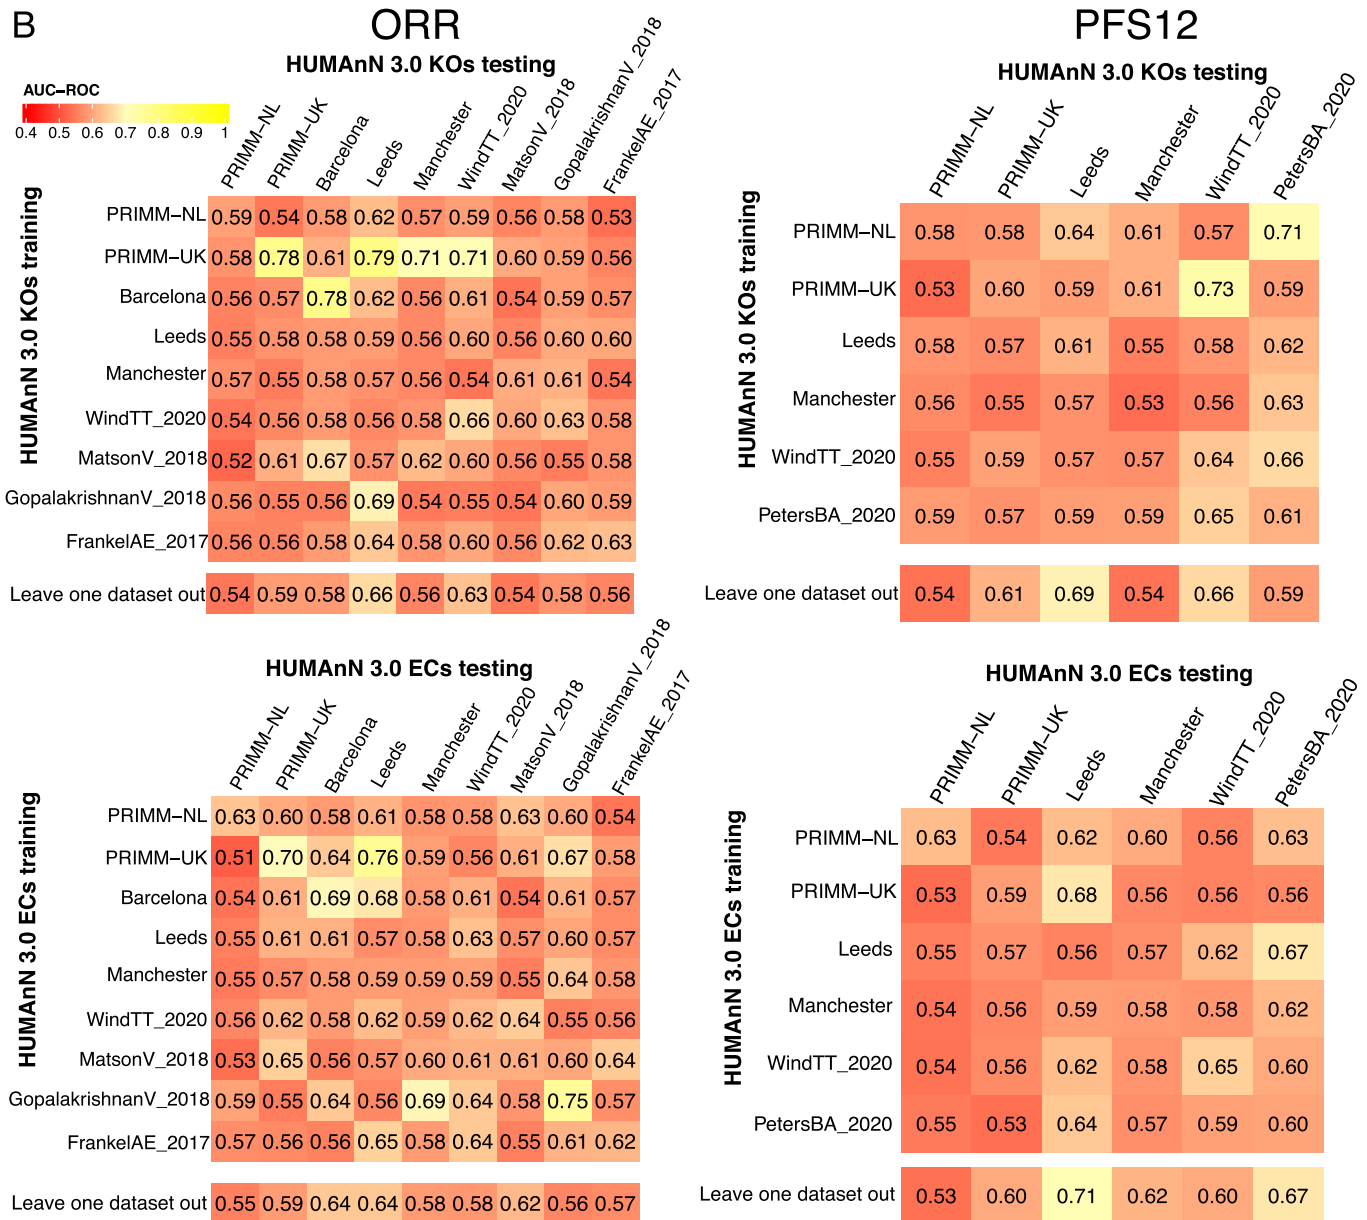 B
ORR
PFS12
HUMAnN 3.0 KOs testing
AUC−ROC
0.4 0.5 0.6 0.7 0.8 0.9 1
PRIMM−NL PRIMM−UK Barcelona Leeds Manchester WindTT_2020 MatsonV_2018 GopalakrishnanV_2018 FrankelAE_2017
HUMAnN 3.0 KOs training
PRIMM−NL 0.59 0.54 0.58 0.62 0.57 0.59 0.56 0.58 0.53
PRIMM−UK 0.58 0.78 0.61 0.79 0.71 0.71 0.60 0.59 0.56
Barcelona 0.56 0.57 0.78 0.62 0.56 0.61 0.54 0.59 0.57
Leeds 0.55 0.58 0.58 0.59 0.56 0.60 0.56 0.60 0.60
Manchester 0.57 0.55 0.58 0.57 0.56 0.54 0.61 0.61 0.54
WindTT_2020 0.54 0.56 0.58 0.56 0.58 0.66 0.60 0.63 0.58
MatsonV_2018 0.52 0.61 0.67 0.57 0.62 0.60 0.56 0.55 0.58
GopalakrishnanV_2018 0.56 0.55 0.56 0.69 0.54 0.55 0.54 0.60 0.59
FrankelAE_2017 0.56 0.56 0.58 0.64 0.58 0.60 0.56 0.62 0.63
Leave one dataset out 0.54 0.59 0.58 0.66 0.56 0.63 0.54 0.58 0.56
HUMAnN 3.0 KOs testing
PRIMM−NL PRIMM−UK Leeds Manchester WindTT_2020 PetersBA_2020
HUMAnN 3.0 KOs training
PRIMM−NL 0.58 0.58 0.64 0.61 0.57 0.71
PRIMM−UK 0.53 0.60 0.59 0.61 0.73 0.59
Leeds 0.58 0.57 0.61 0.55 0.58 0.62
Manchester 0.56 0.55 0.57 0.53 0.56 0.63
WindTT_2020 0.55 0.59 0.57 0.57 0.64 0.66
PetersBA_2020 0.59 0.57 0.59 0.59 0.65 0.61
Leave one dataset out 0.54 0.61 0.69 0.54 0.66 0.59
HUMAnN 3.0 ECs testing
PRIMM−NL PRIMM−UK Barcelona Leeds Manchester WindTT_2020 MatsonV_2018 GopalakrishnanV_2018 FrankelAE_2017
HUMAnN 3.0 ECs training
PRIMM−NL 0.63 0.60 0.58 0.61 0.58 0.58 0.63 0.60 0.54
PRIMM−UK 0.51 0.70 0.64 0.76 0.59 0.56 0.61 0.67 0.58
Barcelona 0.54 0.61 0.69 0.68 0.58 0.61 0.54 0.61 0.57
Leeds 0.55 0.61 0.61 0.57 0.58 0.63 0.57 0.60 0.57
Manchester 0.55 0.57 0.58 0.59 0.59 0.59 0.55 0.64 0.58
WindTT_2020 0.56 0.62 0.58 0.62 0.59 0.62 0.64 0.55 0.56
MatsonV_2018 0.53 0.65 0.56 0.57 0.60 0.61 0.61 0.60 0.64
GopalakrishnanV_2018 0.59 0.55 0.64 0.56 0.69 0.64 0.58 0.75 0.57
FrankelAE_2017 0.57 0.56 0.56 0.65 0.58 0.64 0.55 0.61 0.62
Leave one dataset out 0.55 0.59 0.64 0.64 0.58 0.58 0.62 0.56 0.57
HUMAnN 3.0 ECs testing
PRIMM−NL PRIMM−UK Leeds Manchester WindTT_2020 PetersBA_2020
HUMAnN 3.0 ECs training
PRIMM−NL 0.63 0.54 0.62 0.60 0.56 0.63
PRIMM−UK 0.53 0.59 0.68 0.56 0.56 0.56
Leeds 0.55 0.57 0.56 0.57 0.62 0.67
Manchester 0.54 0.56 0.59 0.58 0.58 0.62
WindTT_2020 0.54 0.56 0.62 0.58 0.65 0.60
PetersBA_2020 0.55 0.53 0.64 0.57 0.59 0.60
Leave one dataset out 0.53 0.60 0.71 0.62 0.60 0.67